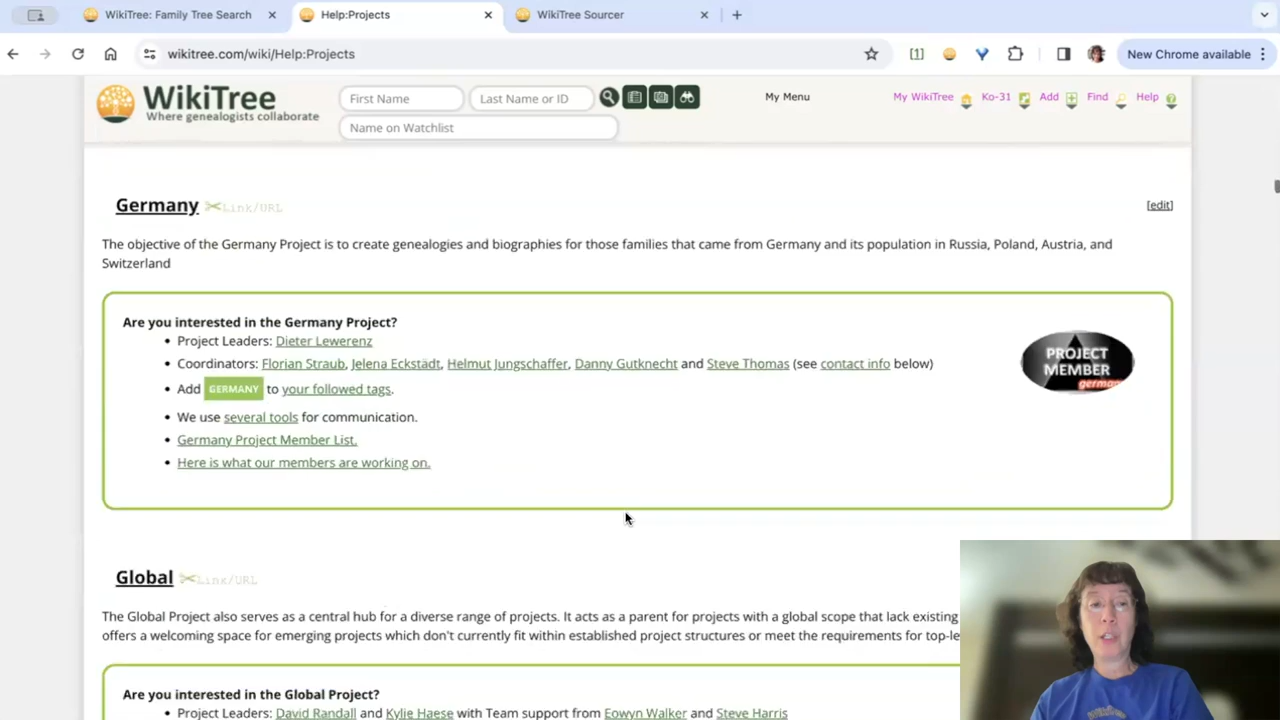 WikiTree: Family Tree Search
Help:Projects
WikiTree Sourcer
wikitree.com/wiki/Help:Projects
[1]
New Chrome available
WikiTree
Where genealogists collaborate
First Name
Last Name or ID
Name on Watchlist
My Menu
My WikiTree
Ko-31
Add
Find
Help
Germany Link/URL
[edit]
The objective of the Germany Project is to create genealogies and biographies for those families that came from Germany and its population in Russia, Poland, Austria, and
Switzerland
Are you interested in the Germany Project?
Project Leaders: Dieter Lewerenz
Coordinators: Florian Straub, Jelena Eckstädt, Helmut Jungschaffer, Danny Gutknecht and Steve Thomas (see contact info below)
Add GERMANY to your followed tags.
We use several tools for communication.
Germany Project Member List.
Here is what our members are working on.
PROJECT
MEMBER
germany
Global Link/URL
The Global Project also serves as a central hub for a diverse range of projects. It acts as a parent for projects with a global scope that lack existing
offers a welcoming space for emerging projects which don't currently fit within established project structures or meet the requirements for top-le
Are you interested in the Global Project?
Project Leaders: David Randall and Kylie Haese with Team support from Eowyn Walker and Steve Harris